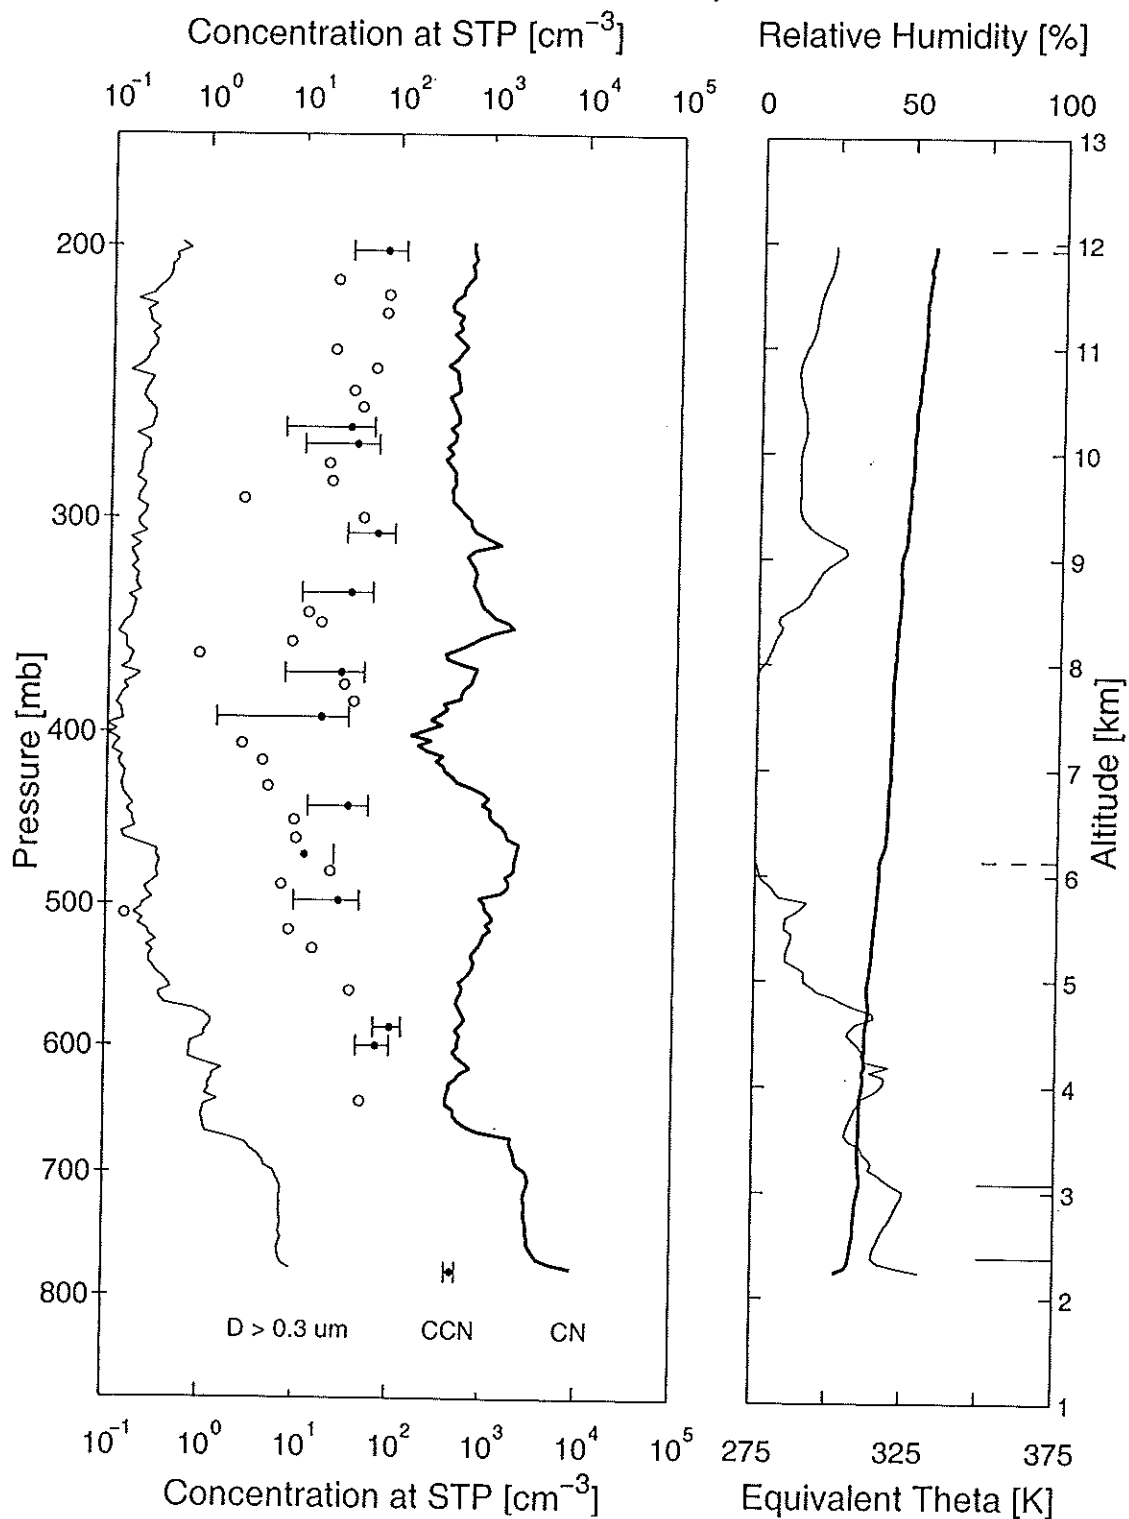 Concentration at STP [cm⁻³] Relative Humidity [%]
10⁻¹ 10⁰ 10¹ 10² 10³ 10⁴ 10⁵ 0 50 100
13
200 12
11
10
300
9
8
400
7
6
500
5
600
4
700
3
800 2
1
Pressure [mb]
Altitude [km]
D > 0.3 um CCN CN
10⁻¹ 10⁰ 10¹ 10² 10³ 10⁴ 10⁵ 275 325 375
Concentration at STP [cm⁻³] Equivalent Theta [K]